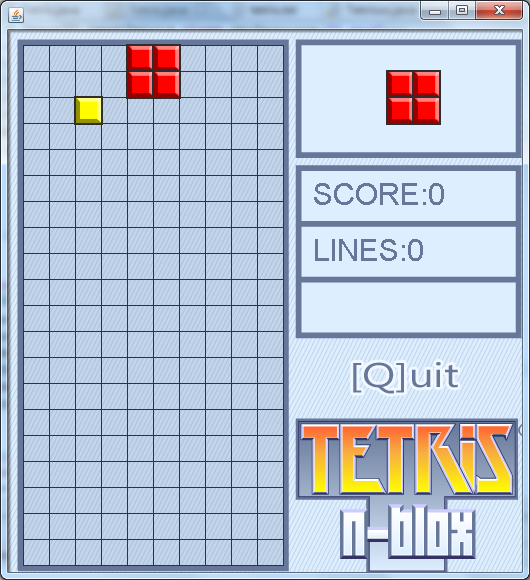 SCORE:0
LINES:0
[Q]uit
TETRIS
n-blox